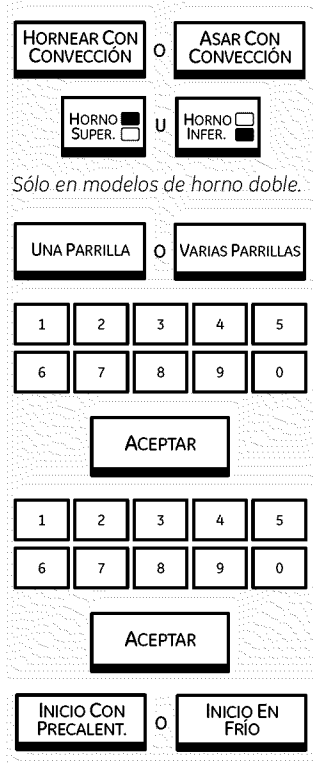 HORNEAR CON CONVECCIÓN O ASAR CON CONVECCIÓN
HORNO SUPER. U HORNO INFER.
Sólo en modelos de horno doble.
UNA PARRILLA O VARIAS PARRILLAS
1 2 3 4 5
6 7 8 9 0
ACEPTAR
1 2 3 4 5
6 7 8 9 0
ACEPTAR
INICIO CON PRECALENT. O INICIO EN FRÍO